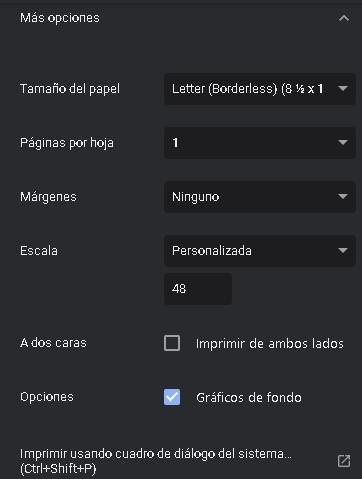 Más opciones
Tamaño del papel Letter (Borderless) (8 ½ x 1
Páginas por hoja 1
Márgenes Ninguno
Escala Personalizada
48
A dos caras Imprimir de ambos lados
Opciones Gráficos de fondo
Imprimir usando cuadro de diálogo del sistema...
(Ctrl+Shift+P)